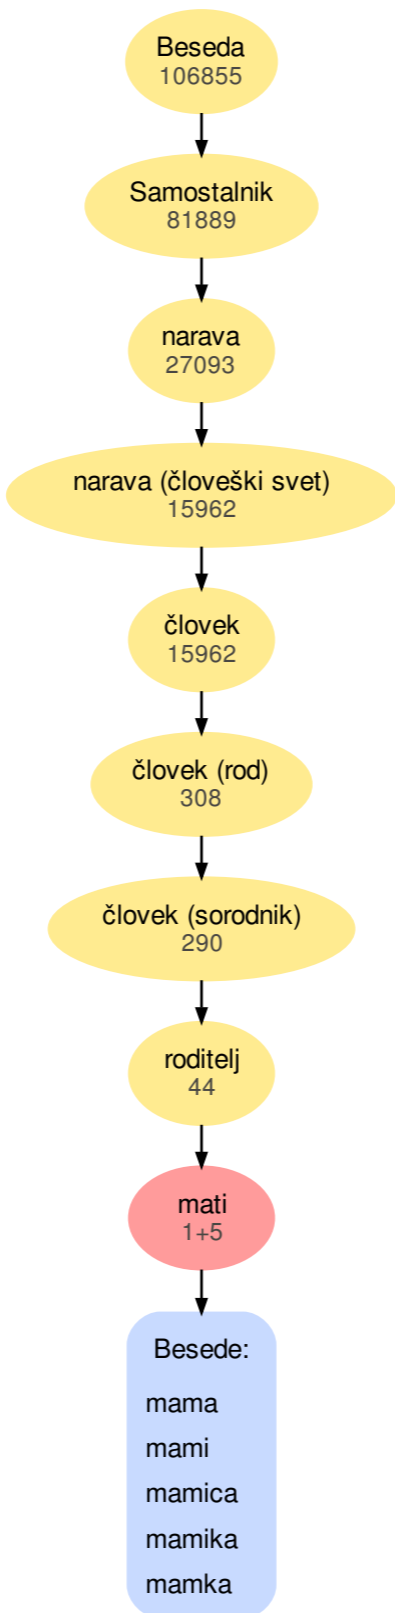 Beseda
106855
Samostalnik
81889
narava
27093
narava (človeški svet)
15962
človek
15962
človek (rod)
308
človek (sorodnik)
290
roditelj
44
mati
1+5
Besede:
mama
mami
mamica
mamika
mamka